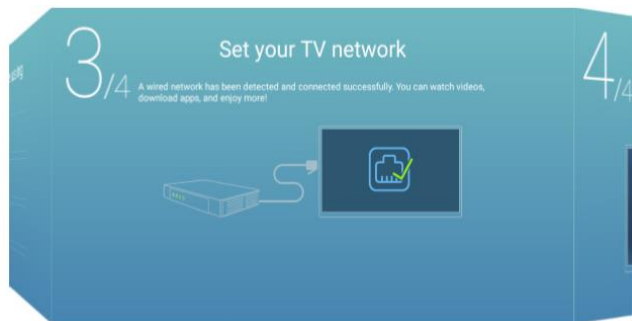 3/4
Set your TV network
A wired network has been detected and connected successfully. You can watch videos,
download apps, and enjoy more!
4/4